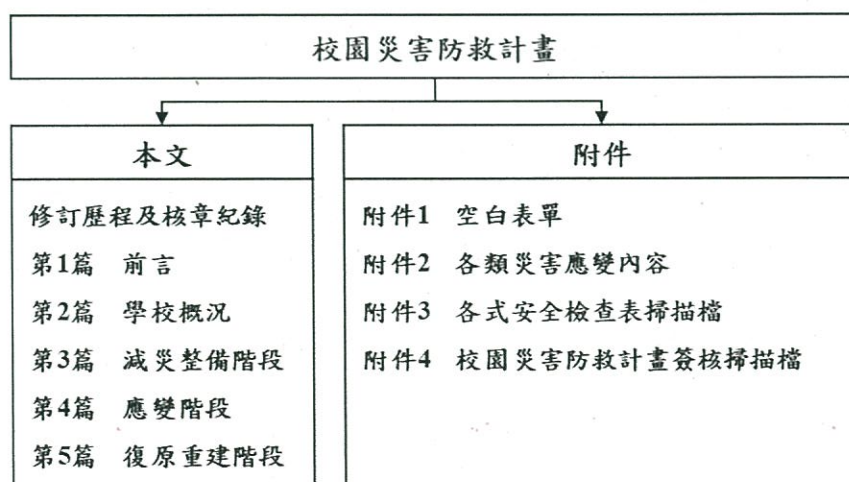 校園災害防救計畫
本文
修訂歷程及核章紀錄
第1篇 前言
第2篇 學校概況
第3篇 減災整備階段
第4篇 應變階段
第5篇 復原重建階段
附件
附件1 空白表單
附件2 各類災害應變內容
附件3 各式安全檢查表掃描檔
附件4 校園災害防救計畫簽核掃描檔